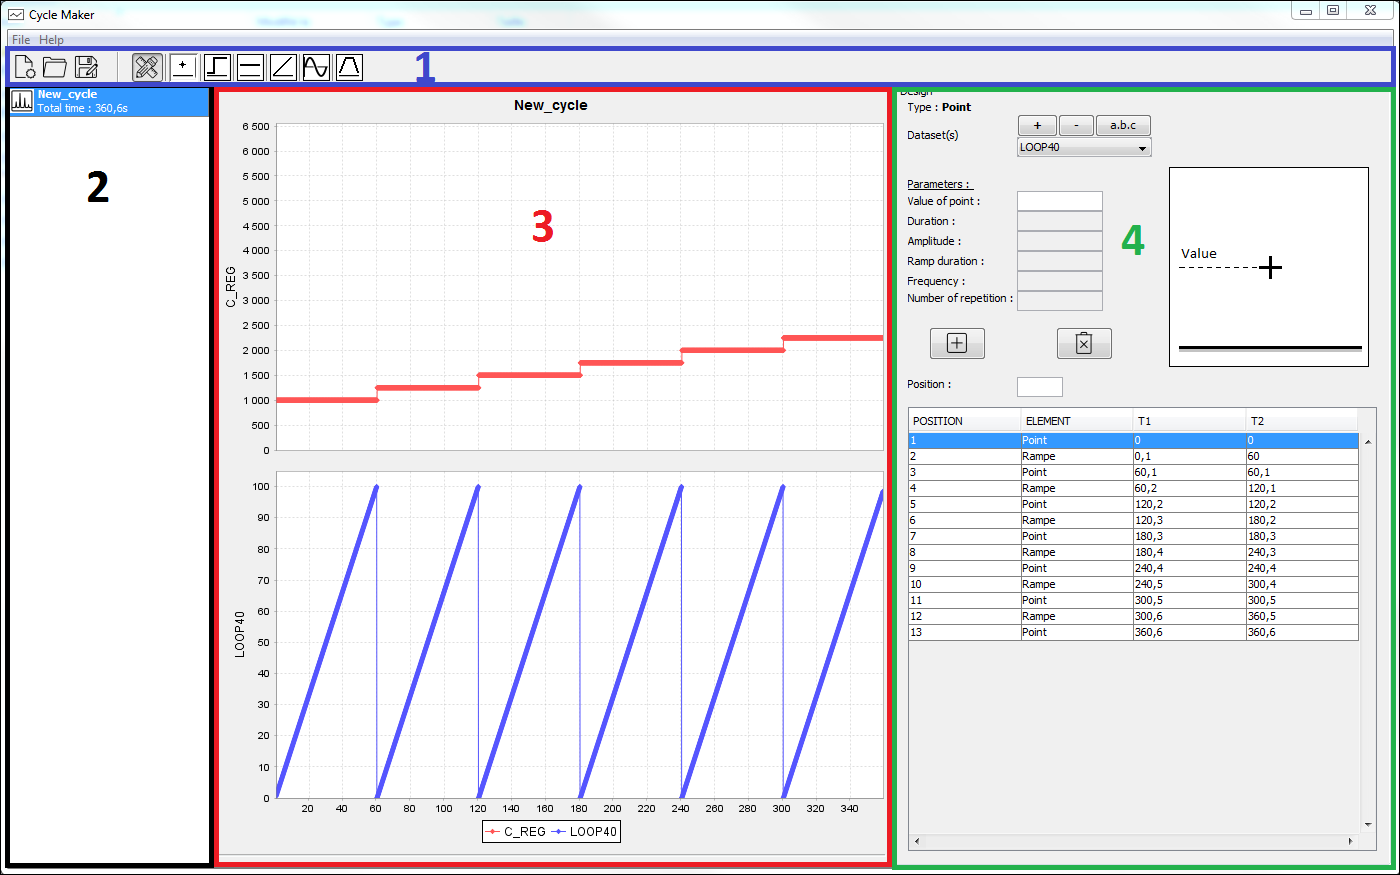 Cycle Maker
File Help
1
New_cycle
Total time : 360,6s
2
New_cycle
3
C_REG
6 500
6 000
5 500
5 000
4 500
4 000
3 500
3 000
2 500
2 000
1 500
1 000
500
0
LOOP40
100
90
80
70
60
50
40
30
20
10
0
20 40 60 80 100 120 140 160 180 200 220 240 260 280 300 320 340
C_REG LOOP40
Design
Type : Point
Dataset(s)
+ - a.b.c
LOOP40
Parameters :
Value of point :
Duration :
Amplitude :
Ramp duration :
Frequency :
Number of repetition :
4
Value
Position :
POSITION ELEMENT T1 T2
1 Point 0 0
2 Rampe 0,1 60
3 Point 60,1 60,1
4 Rampe 60,2 120,1
5 Point 120,2 120,2
6 Rampe 120,3 180,2
7 Point 180,3 180,3
8 Rampe 180,4 240,3
9 Point 240,4 240,4
10 Rampe 240,5 300,4
11 Point 300,5 300,5
12 Rampe 300,6 360,5
13 Point 360,6 360,6